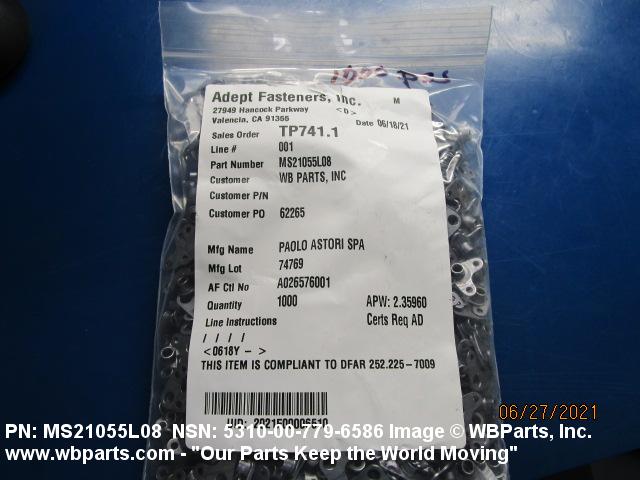 1000 pcs
Adept Fasteners, Inc. M
27949 Hancock Parkway <D>
Valencia, CA 91355 Date 06/18/21
Sales Order TP741.1
Line # 001
Part Number MS21055L08
Customer WB PARTS, INC
Customer P/N
Customer PO 62265
Mfg Name PAOLO ASTORI SPA
Mfg Lot 74769
AF Ctl No A026576001
Quantity 1000 APW: 2.35960
Line Instructions Certs Req AD
/ / / /
<0618Y - >
THIS ITEM IS COMPLIANT TO DFAR 252.225-7009
UID: 2021500006510
06/27/2021
PN: MS21055L08 NSN: 5310-00-779-6586 Image © WBParts, Inc.
www.wbparts.com - "Our Parts Keep the World Moving"